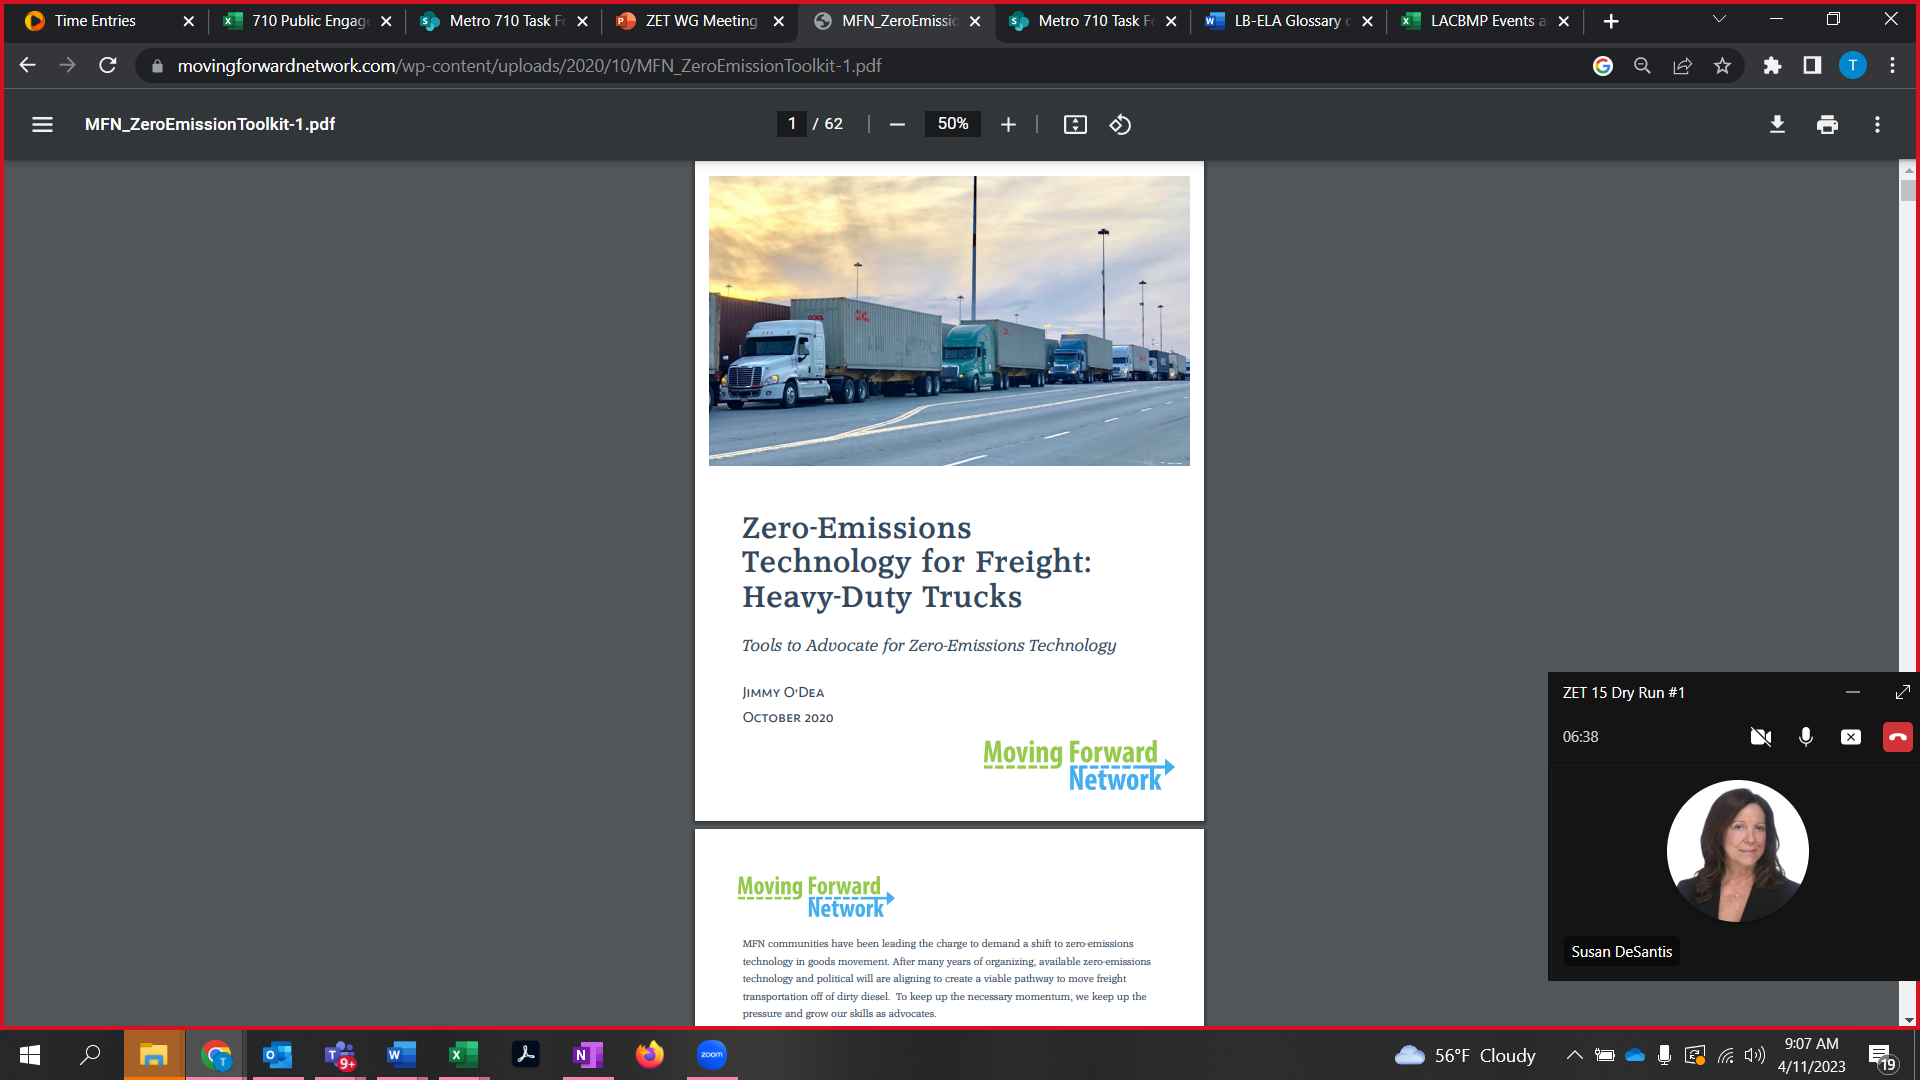 Time Entries
710 Public Engag
Metro 710 Task Fo
ZET WG Meeting
MFN_ZeroEmissio
Metro 710 Task Fo
LB-ELA Glossary o
LACBMP Events a
movingforwardnetwork.com/wp-content/uploads/2020/10/MFN_ZeroEmissionToolkit-1.pdf
T
MFN_ZeroEmissionToolkit-1.pdf
1 / 62
50%
Zero-Emissions
Technology for Freight:
Heavy-Duty Trucks
Tools to Advocate for Zero-Emissions Technology
Jimmy O'Dea
October 2020
Moving Forward
Network
Moving Forward
Network
MFN communities have been leading the charge to demand a shift to zero-emissions
technology in goods movement. After many years of organizing, available zero-emissions
technology and political will are aligning to create a viable pathway to move freight
transportation off of dirty diesel. To keep up the necessary momentum, we keep up the
pressure and grow our skills as advocates.
ZET 15 Dry Run #1
06:38
Susan DeSantis
9+
zoom
56°F Cloudy
9:07 AM
4/11/2023
19